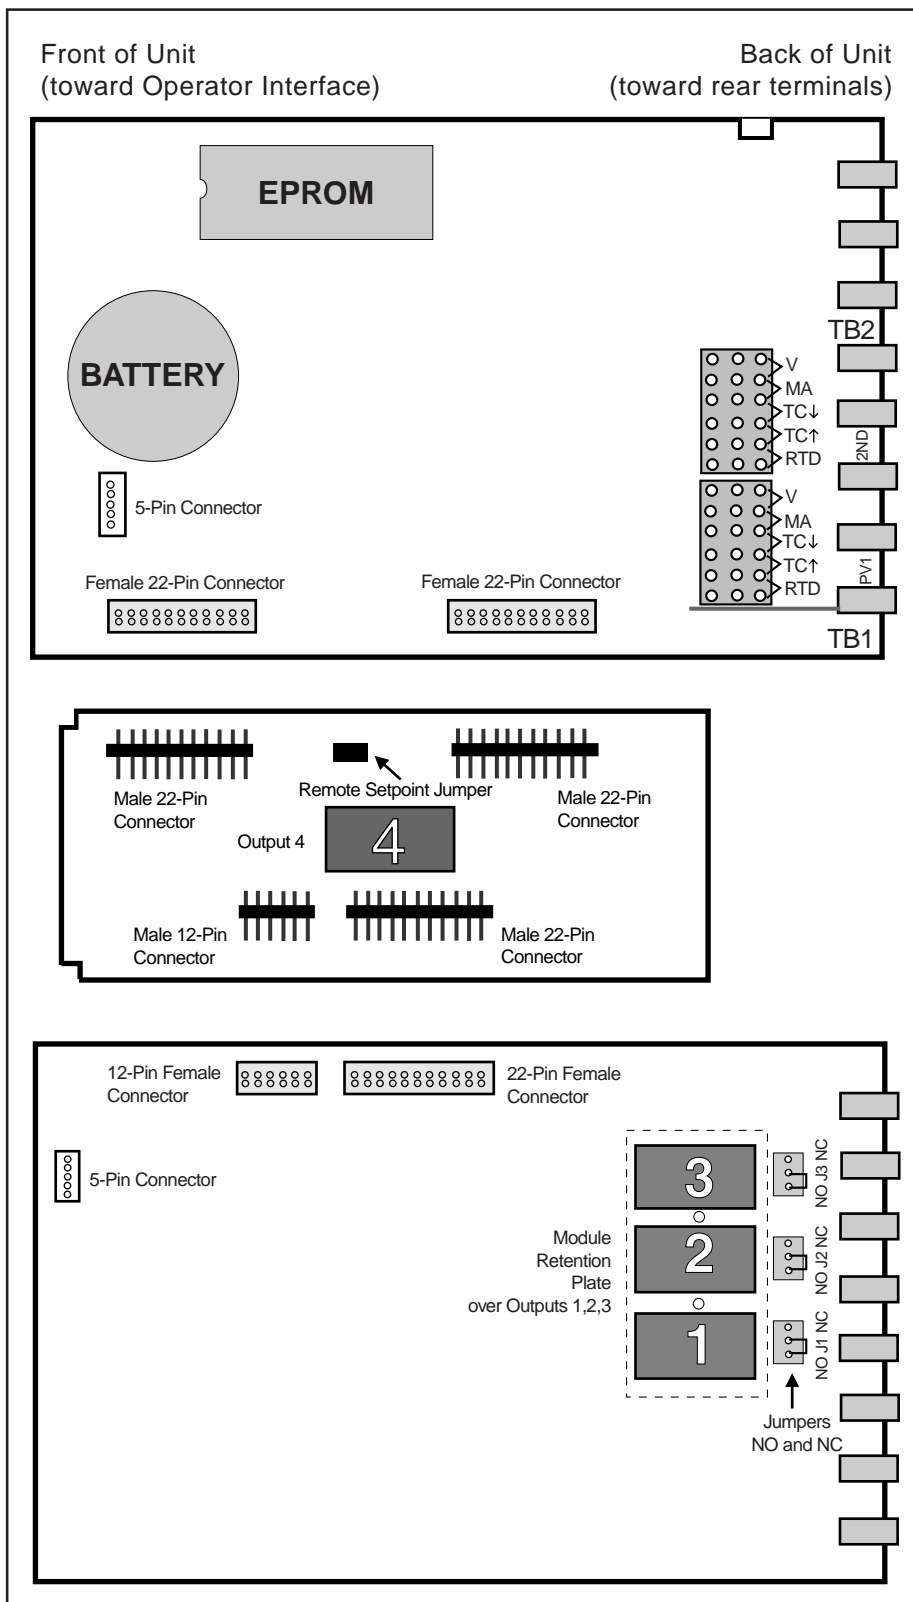 Front of Unit
(toward Operator Interface)
Back of Unit
(toward rear terminals)
EPROM
BATTERY
TB2
V
MA
TC↓
TC↑
RTD
2ND
V
MA
TC↓
TC↑
RTD
PV1
TB1
5-Pin Connector
Female 22-Pin Connector
Female 22-Pin Connector
Remote Setpoint Jumper
Male 22-Pin
Connector
Male 22-Pin
Connector
Output 4
4
Male 12-Pin
Connector
Male 22-Pin
Connector
12-Pin Female
Connector
22-Pin Female
Connector
5-Pin Connector
3
NO J3 NC
Module
Retention
Plate
over Outputs 1,2,3
2
NO J2 NC
1
NO J1 NC
Jumpers
NO and NC